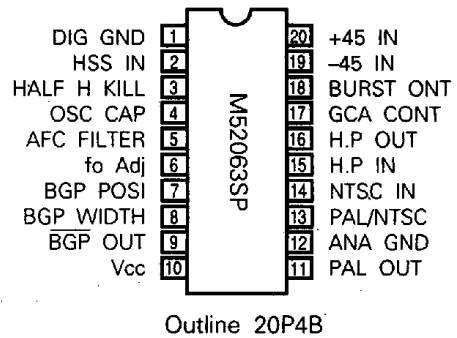 DIG GND 1
HSS IN 2
HALF H KILL 3
OSC CAP 4
AFC FILTER 5
fo Adj 6
BGP POSI 7
BGP WIDTH 8
BGP OUT 9
Vcc 10
M52063SP
20 +45 IN
19 –45 IN
18 BURST ONT
17 GCA CONT
16 H.P OUT
15 H.P IN
14 NTSC IN
13 PAL/NTSC
12 ANA GND
11 PAL OUT
Outline 20P4B